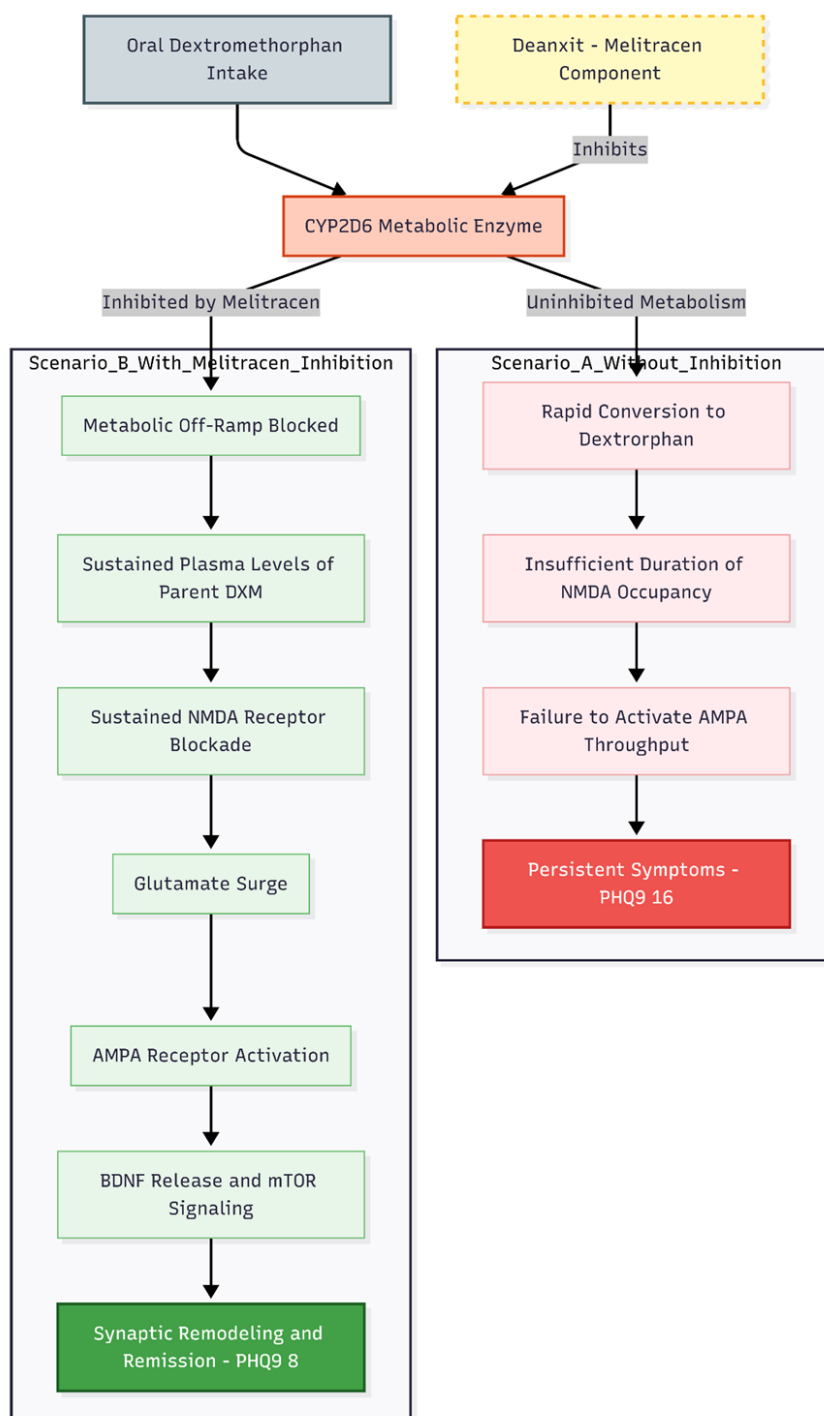 Oral Dextromethorphan
Intake
Deanxit - Melitracen
Component
Inhibits
CYP2D6 Metabolic Enzyme
Inhibited by Melitracen
Uninhibited Metabolism
Scenario_B_With_Melitracen_Inhibition
Metabolic Off-Ramp Blocked
Sustained Plasma Levels of
Parent DXM
Sustained NMDA Receptor
Blockade
Glutamate Surge
AMPA Receptor Activation
BDNF Release and mTOR
Signaling
Synaptic Remodeling and
Remission - PHQ9 8
Scenario_A_Without_Inhibition
Rapid Conversion to
Dextrorphan
Insufficient Duration of
NMDA Occupancy
Failure to Activate AMPA
Throughput
Persistent Symptoms -
PHQ9 16